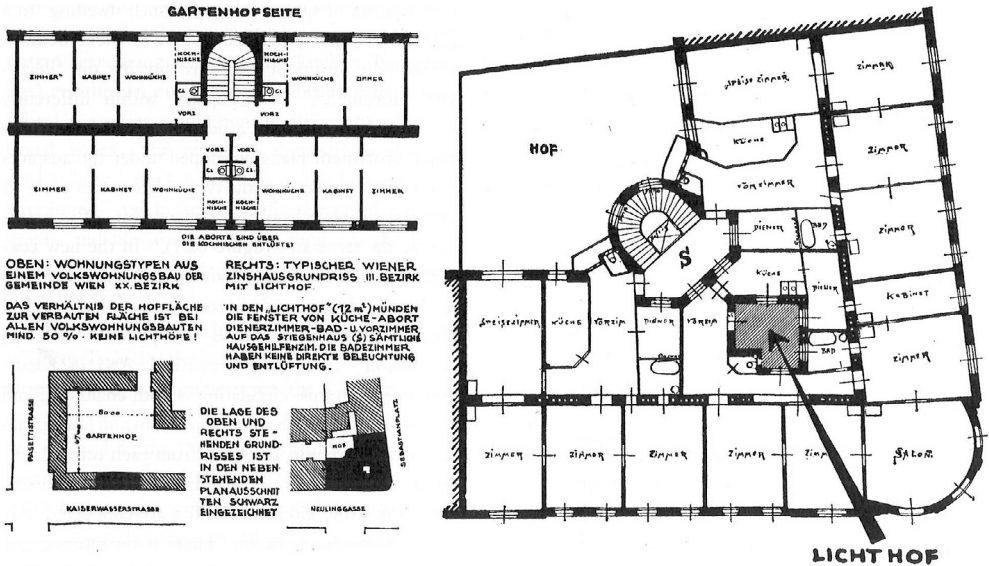 GARTENHOFSEITE
KOCH-
NISCHE
KOCH-
NISCHE
ZIMMER
KABINET
WOHNKÜCHE
WOHNKÜCHE
ZIMMER
CL
CL
VORZ
VORZ
VORZ
VORZ
CL
CL
ZIMMER
KABINET
WOHNKÜCHE
WOHNKÜCHE
KABINET
ZIMMER
KOCH-
NISCHE
KOCH-
NISCHE
DIE ABORTE SIND ÜBER
DIE KOCHNISCHEN ENTLÜFTET
OBEN: WOHNUNGSTYPEN AUS
EINEM VOLKSWOHNUNGSBAU DER
GEMEINDE WIEN XX. BEZIRK
DAS VERHÄLTNIS DER HOFFLÄCHE
ZUR VERBAUTEN FLÄCHE IST BEI
ALLEN VOLKSWOHNUNGSBAUTEN
MIND. 50 %. KEINE LICHTHÖFE!
RECHTS: TYPISCHER WIENER
ZINSHAUSGRUNDRISS III. BEZIRK
MIT LICHTHOF.
IN DEN „LICHTHOF" (12 m²) MÜNDEN
DIE FENSTER VON KÜCHE-ABORT
DIENERZIMMER-BAD-U. VORZIMMER
AUF DAS STIEGENHAUS (S) SÄMTLICHE
HAUSGEHILFENZIM. DIE BADEZIMMER
HABEN KEINE DIREKTE BELEUCHTUNG
UND ENTLÜFTUNG.
PASETTISTRASSE
GARTENHOF
KAISERWASSERSTRASSE
DIE LAGE DES
OBEN UND
RECHTS STE-
HENDEN GRUND-
RISSES IST
IN DEN NEBEN-
STEHENDEN
PLANAUSSCHNIT
TEN SCHWARZ
EINGEZEICHNET
HOF
SEBASTIANPLATZ
NEULINGGASSE
HOF
SPEISEZIMMER
ZIMMER
KÜCHE
VORZIMMER
ZIMMER
S
DIENER
BAD
ZIMMER
KÜCHE
DIENER
KABINET
SPEISEZIMMER
KÜCHE
VORZIM.
DIENER
VORZIM
BAD
ZIMMER
ZIMMER
ZIMMER
ZIMMER
ZIMMER
ZIMMER
SALON
LICHTHOF